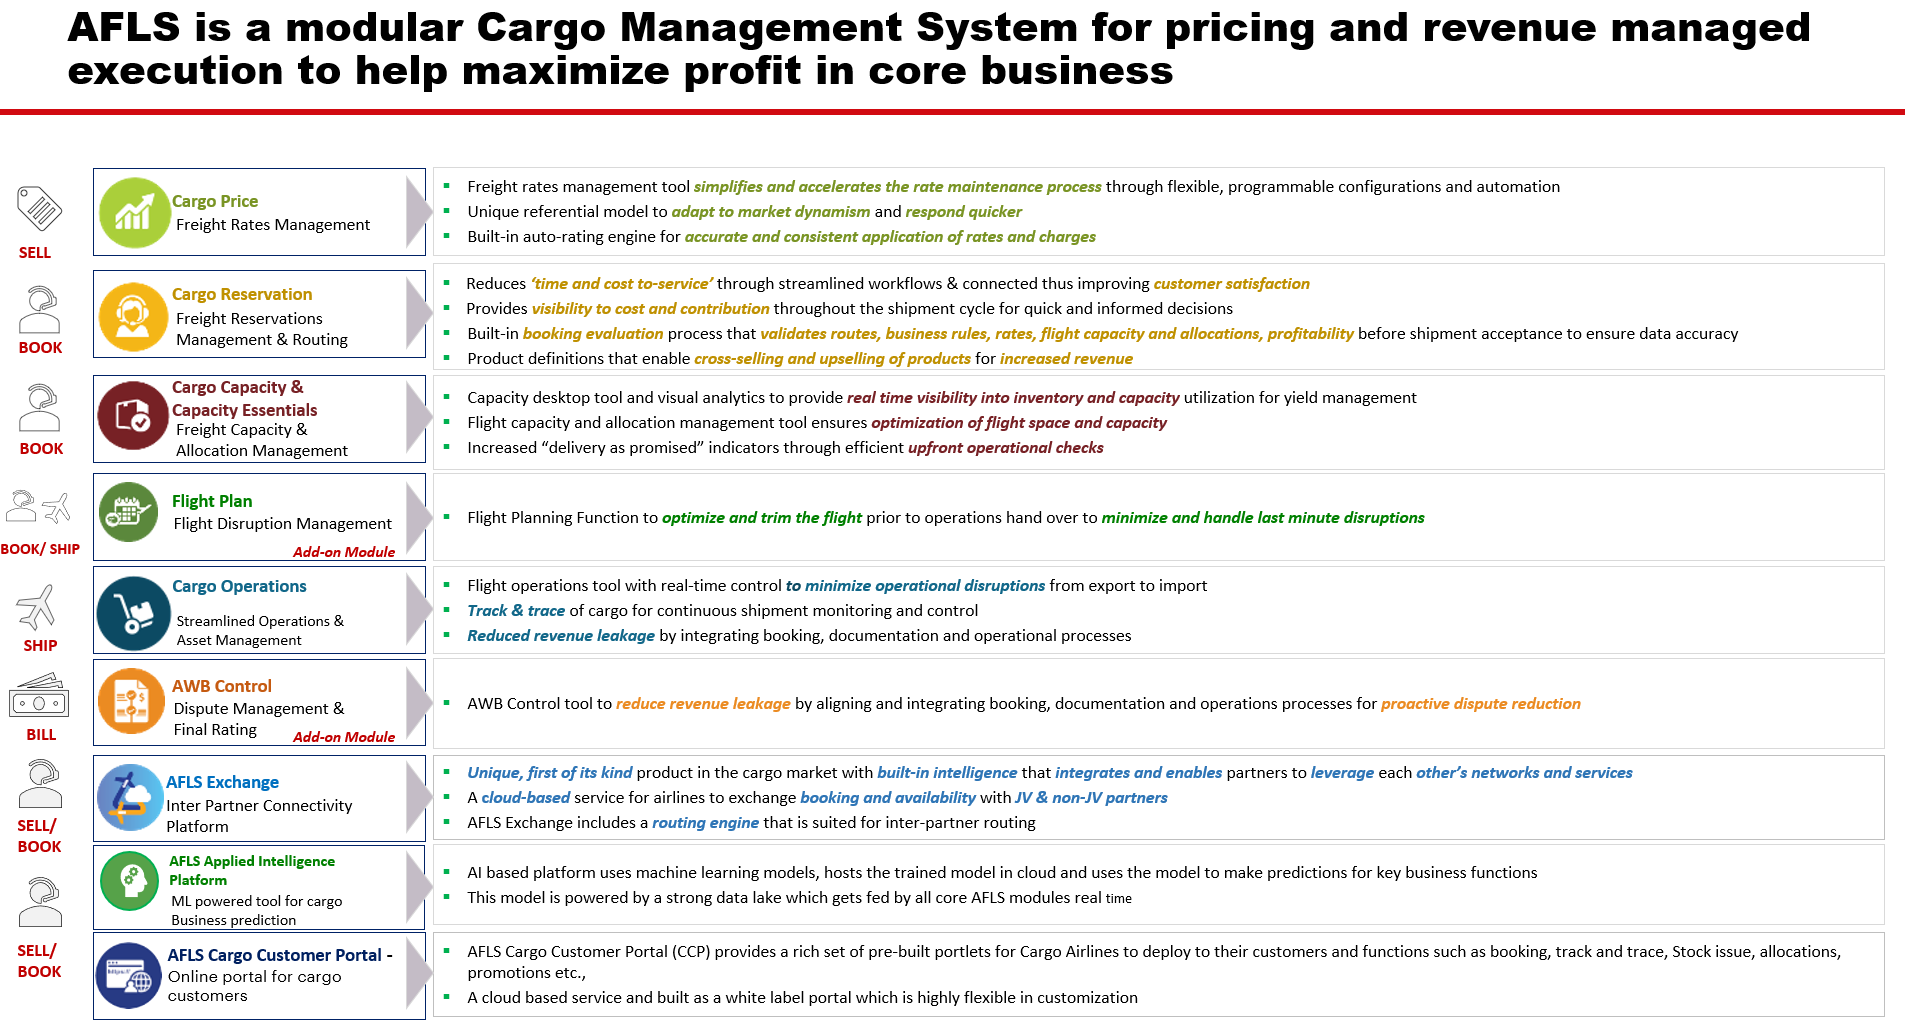 AFLS is a modular Cargo Management System for pricing and revenue managed
execution to help maximize profit in core business
SELL
Cargo Price
Freight Rates Management
Freight rates management tool simplifies and accelerates the rate maintenance process through flexible, programmable configurations and automation
Unique referential model to adapt to market dynamism and respond quicker
Built-in auto-rating engine for accurate and consistent application of rates and charges
BOOK
Cargo Reservation
Freight Reservations
Management & Routing
Reduces ‘time and cost to-service’ through streamlined workflows & connected thus improving customer satisfaction
Provides visibility to cost and contribution throughout the shipment cycle for quick and informed decisions
Built-in booking evaluation process that validates routes, business rules, rates, flight capacity and allocations, profitability before shipment acceptance to ensure data accuracy
Product definitions that enable cross-selling and upselling of products for increased revenue
BOOK
Cargo Capacity &
Capacity Essentials
Freight Capacity &
Allocation Management
Capacity desktop tool and visual analytics to provide real time visibility into inventory and capacity utilization for yield management
Flight capacity and allocation management tool ensures optimization of flight space and capacity
Increased “delivery as promised” indicators through efficient upfront operational checks
BOOK/ SHIP
Flight Plan
Flight Disruption Management
Add-on Module
Flight Planning Function to optimize and trim the flight prior to operations hand over to minimize and handle last minute disruptions
SHIP
Cargo Operations
Streamlined Operations &
Asset Management
Flight operations tool with real-time control to minimize operational disruptions from export to import
Track & trace of cargo for continuous shipment monitoring and control
Reduced revenue leakage by integrating booking, documentation and operational processes
BILL
AWB Control
Dispute Management &
Final Rating
Add-on Module
AWB Control tool to reduce revenue leakage by aligning and integrating booking, documentation and operations processes for proactive dispute reduction
SELL/
BOOK
AFLS Exchange
Inter Partner Connectivity
Platform
Unique, first of its kind product in the cargo market with built-in intelligence that integrates and enables partners to leverage each other’s networks and services
A cloud-based service for airlines to exchange booking and availability with JV & non-JV partners
AFLS Exchange includes a routing engine that is suited for inter-partner routing
SELL/
BOOK
AFLS Applied Intelligence
Platform
ML powered tool for cargo
Business prediction
AI based platform uses machine learning models, hosts the trained model in cloud and uses the model to make predictions for key business functions
This model is powered by a strong data lake which gets fed by all core AFLS modules real time
https://
AFLS Cargo Customer Portal -
Online portal for cargo
customers
AFLS Cargo Customer Portal (CCP) provides a rich set of pre-built portlets for Cargo Airlines to deploy to their customers and functions such as booking, track and trace, Stock issue, allocations,
promotions etc.,
A cloud based service and built as a white label portal which is highly flexible in customization